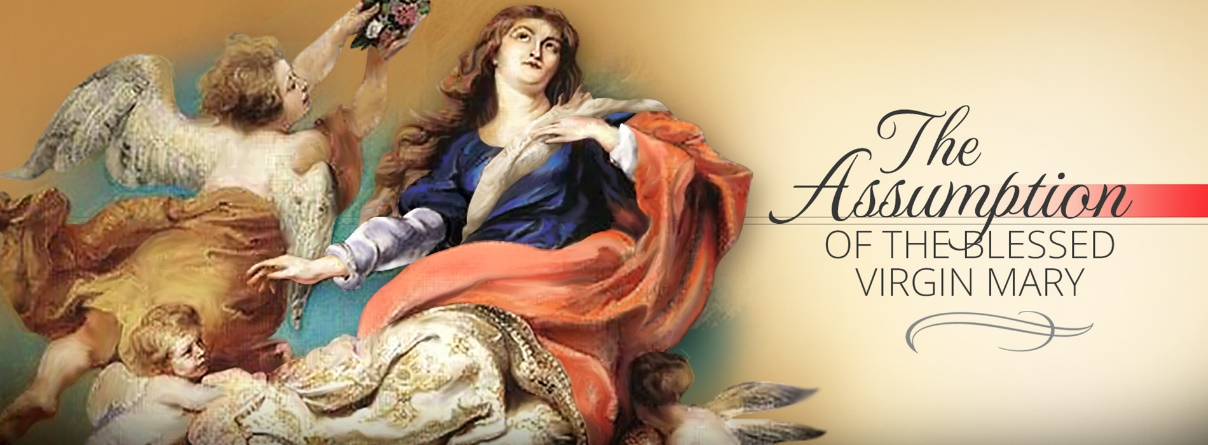 The
Assumption
OF THE BLESSED
VIRGIN MARY